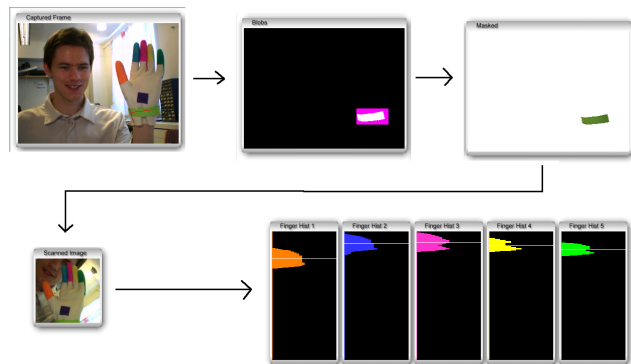 Captured Frame
Blobs
Masked
Scanned Image
Finger Hist 1
Finger Hist 2
Finger Hist 3
Finger Hist 4
Finger Hist 5